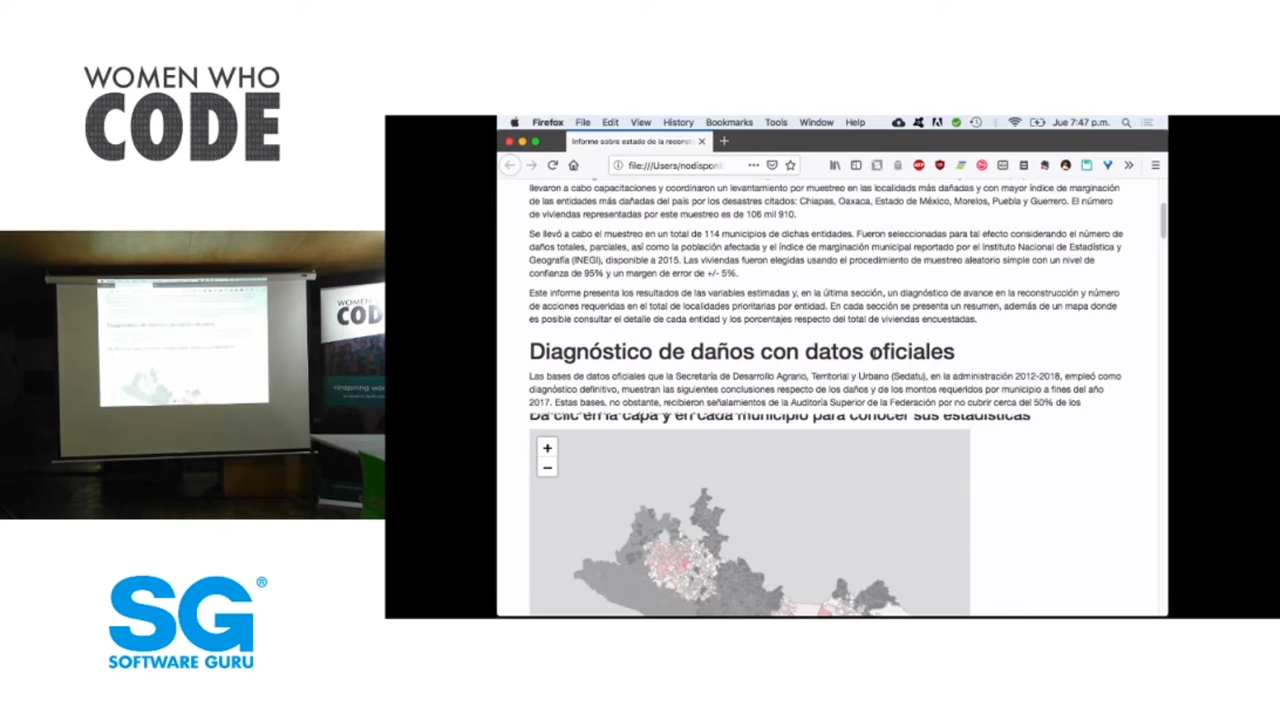 WOMEN WHO
CODE
Firefox File Edit View History Bookmarks Tools Window Help Jue 7:47 p.m.
Informe sobre estado de la reconst
file:///Users/nodisponi
llevaron a cabo capacitaciones y coordinaron un levantamiento por muestreo en las localidads más dañadas y con mayor índice de marginación
de las entidades más dañadas del país por los desastres citados: Chiapas, Oaxaca, Estado de México, Morelos, Puebla y Guerrero. El número
de viviendas representadas por este muestreo es de 106 mil 910.
Se llevó a cabo el muestreo en un total de 114 municipios de dichas entidades. Fueron seleccionadas para tal efecto considerando el número de
daños totales, parciales, así como la población afectada y el índice de marginación municipal reportado por el Instituto Nacional de Estadística y
Geografía (INEGI), disponible a 2015. Las viviendas fueron elegidas usando el procedimiento de muestreo aleatorio simple con un nivel de
confianza de 95% y un margen de error de +/- 5%.
Este informe presenta los resultados de las variables estimadas y, en la última sección, un diagnóstico de avance en la reconstrucción y número
de acciones requeridas en el total de localidades prioritarias por entidad. En cada sección se presenta un resumen, además de un mapa donde
es posible consultar el detalle de cada entidad y los porcentajes respecto del total de viviendas encuestadas.
Diagnóstico de daños con datos oficiales
Las bases de datos oficiales que la Secretaría de Desarrollo Agrario, Territorial y Urbano (Sedatu), en la administración 2012-2018, empleó como
diagnóstico definitivo, muestran las siguientes conclusiones respecto de los daños y de los montos requeridos por municipio a fines del año
2017. Estas bases, no obstante, recibieron señalamientos de la Auditoría Superior de la Federación por no cubrir cerca del 50% de los
Da clic en la capa y en cada municipio para conocer sus estadísticas
+
−
WOMEN
COD
SG®
SOFTWARE GURU